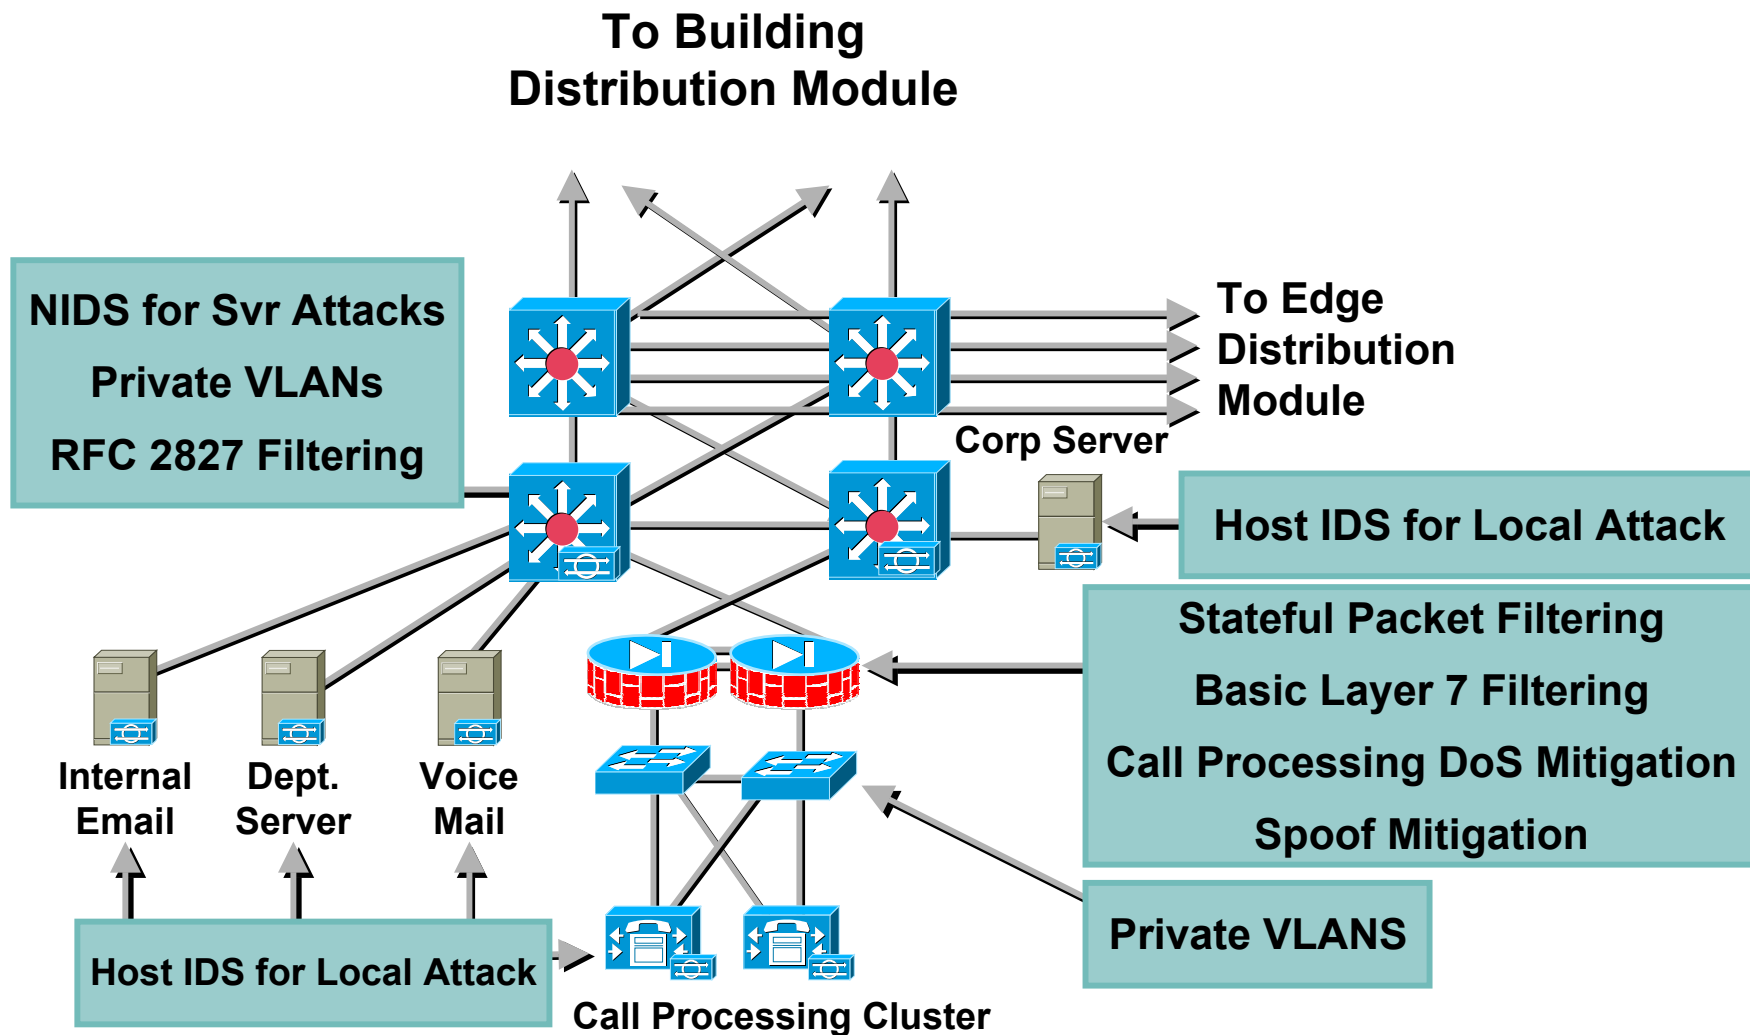 To Building
Distribution Module
NIDS for Svr Attacks
Private VLANs
RFC 2827 Filtering
To Edge
Distribution
Module
Corp Server
Host IDS for Local Attack
Stateful Packet Filtering
Basic Layer 7 Filtering
Call Processing DoS Mitigation
Spoof Mitigation
Internal
Email
Dept.
Server
Voice
Mail
Private VLANS
Host IDS for Local Attack
Call Processing Cluster